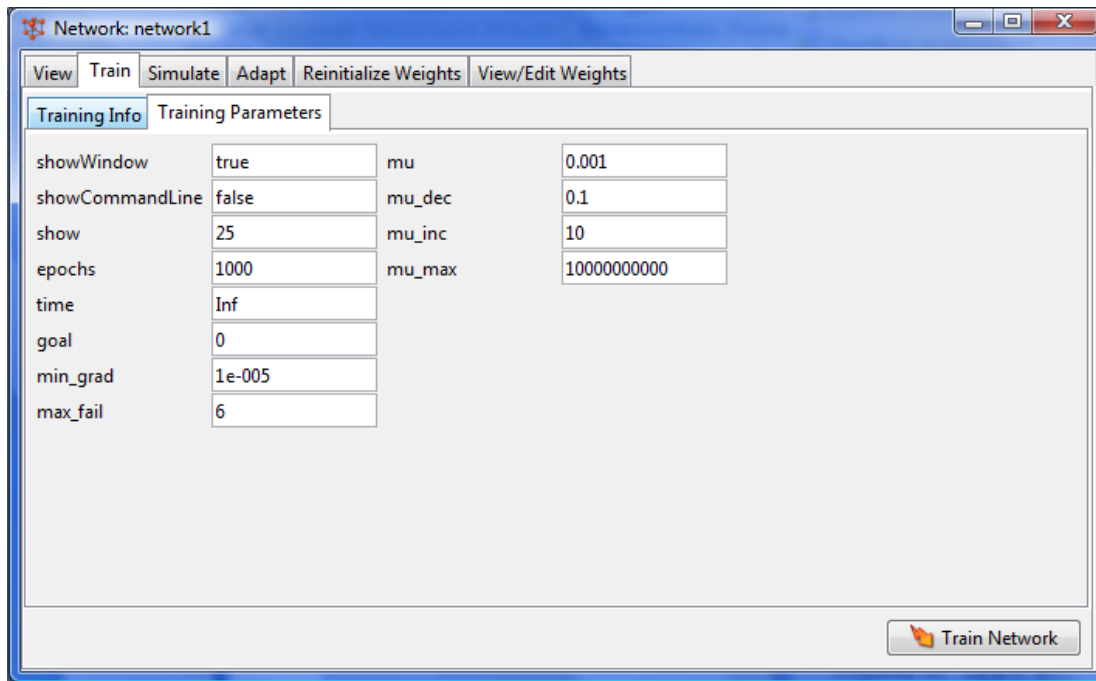 Network: network1
View Train Simulate Adapt Reinitialize Weights View/Edit Weights
Training Info Training Parameters
showWindow true mu 0.001
showCommandLine false mu_dec 0.1
show 25 mu_inc 10
epochs 1000 mu_max 10000000000
time Inf
goal 0
min_grad 1e-005
max_fail 6
Train Network